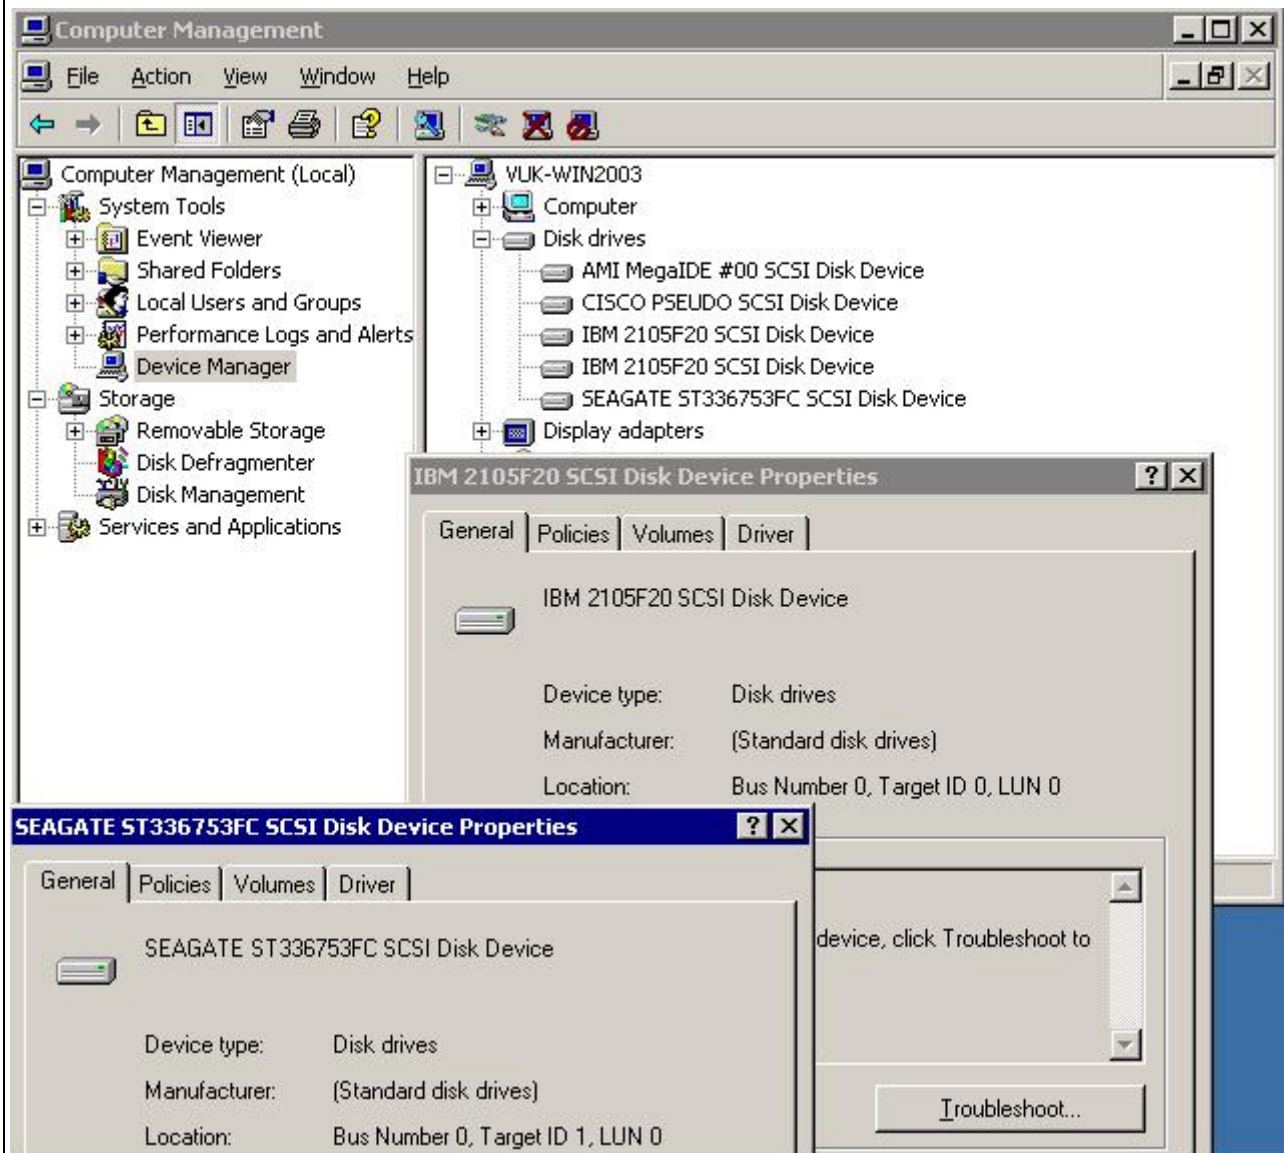 Computer Management
File Action View Window Help
Computer Management (Local)
System Tools
Event Viewer
Shared Folders
Local Users and Groups
Performance Logs and Alerts
Device Manager
Storage
Removable Storage
Disk Defragmenter
Disk Management
Services and Applications
VUK-WIN2003
Computer
Disk drives
AMI MegaIDE #00 SCSI Disk Device
CISCO PSEUDO SCSI Disk Device
IBM 2105F20 SCSI Disk Device
IBM 2105F20 SCSI Disk Device
SEAGATE ST336753FC SCSI Disk Device
Display adapters
IBM 2105F20 SCSI Disk Device Properties
General Policies Volumes Driver
IBM 2105F20 SCSI Disk Device
Device type: Disk drives
Manufacturer: (Standard disk drives)
Location: Bus Number 0, Target ID 0, LUN 0
device, click Troubleshoot to
Troubleshoot...
SEAGATE ST336753FC SCSI Disk Device Properties
General Policies Volumes Driver
SEAGATE ST336753FC SCSI Disk Device
Device type: Disk drives
Manufacturer: (Standard disk drives)
Location: Bus Number 0, Target ID 1, LUN 0